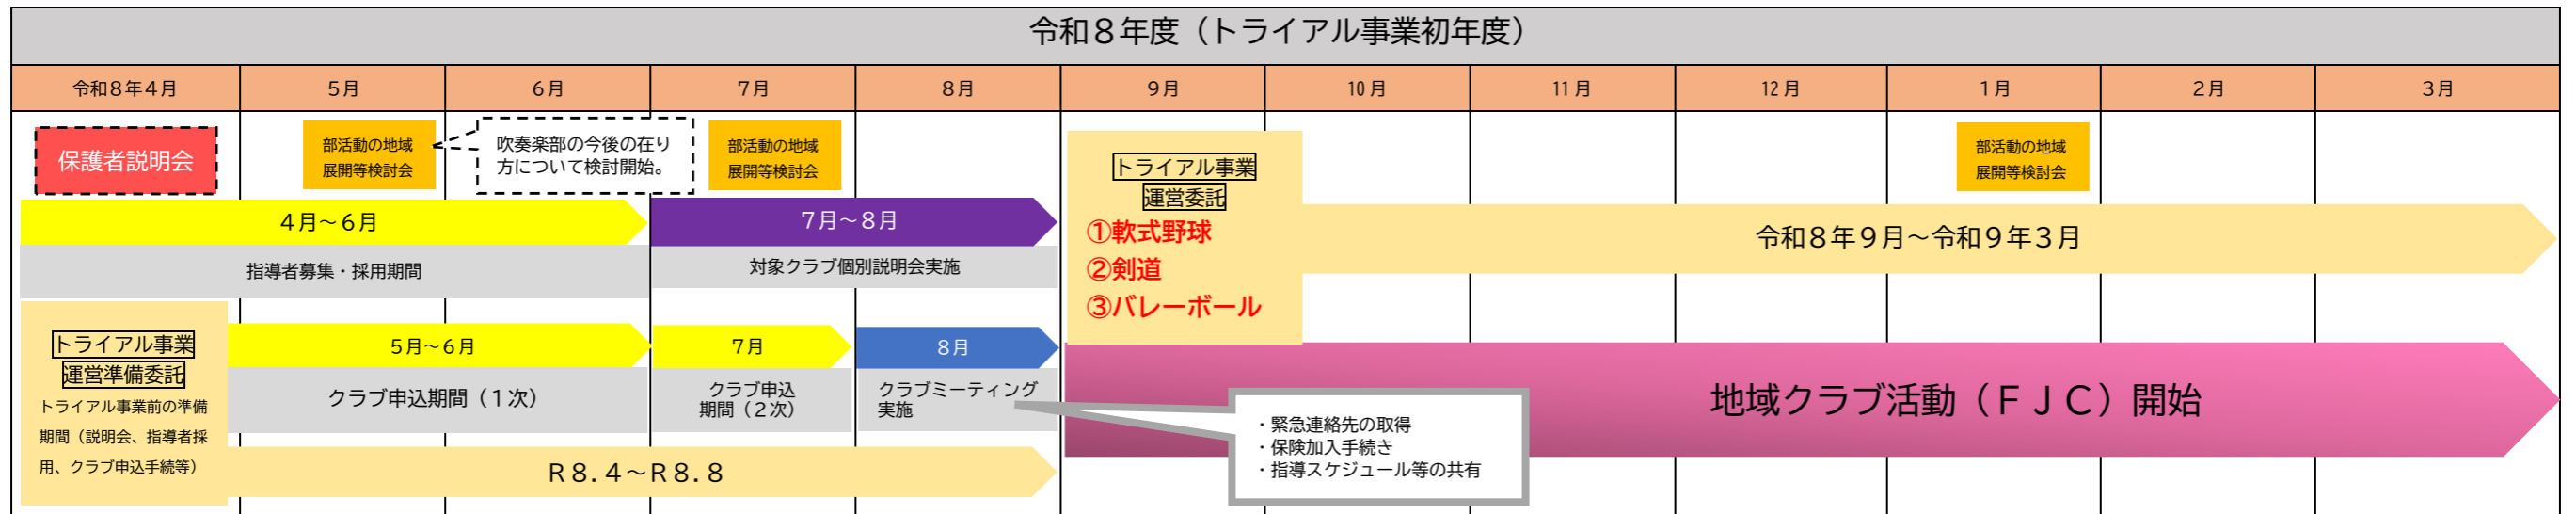 令和８年度（トライアル事業初年度）
令和８年４月
５月
６月
７月
８月
９月
10月
11月
12月
１月
２月
３月
保護者説明会
部活動の地域
展開等検討会
吹奏楽部の今後の在り
方について検討開始。
部活動の地域
展開等検討会
部活動の地域
展開等検討会
４月～６月
指導者募集・採用期間
７月～８月
対象クラブ個別説明会実施
トライアル事業
運営委託
①軟式野球
②剣道
③バレーボール
令和８年９月～令和９年３月
トライアル事業
運営準備委託
トライアル事業前の準備
期間（説明会、指導者採
用、クラブ申込手続等）
５月～６月
クラブ申込期間（１次）
７月
クラブ申込
期間（２次）
８月
クラブミーティング
実施
Ｒ８．４～Ｒ８．８
・緊急連絡先の取得
・保険加入手続き
・指導スケジュール等の共有
地域クラブ活動（ＦＪＣ）開始